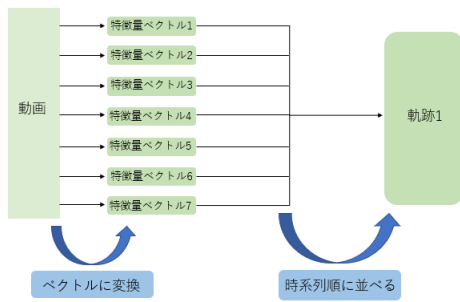 動画
特徴量ベクトル1
特徴量ベクトル2
特徴量ベクトル3
特徴量ベクトル4
特徴量ベクトル5
特徴量ベクトル6
特徴量ベクトル7
軌跡1
ベクトルに変換
時系列順に並べる